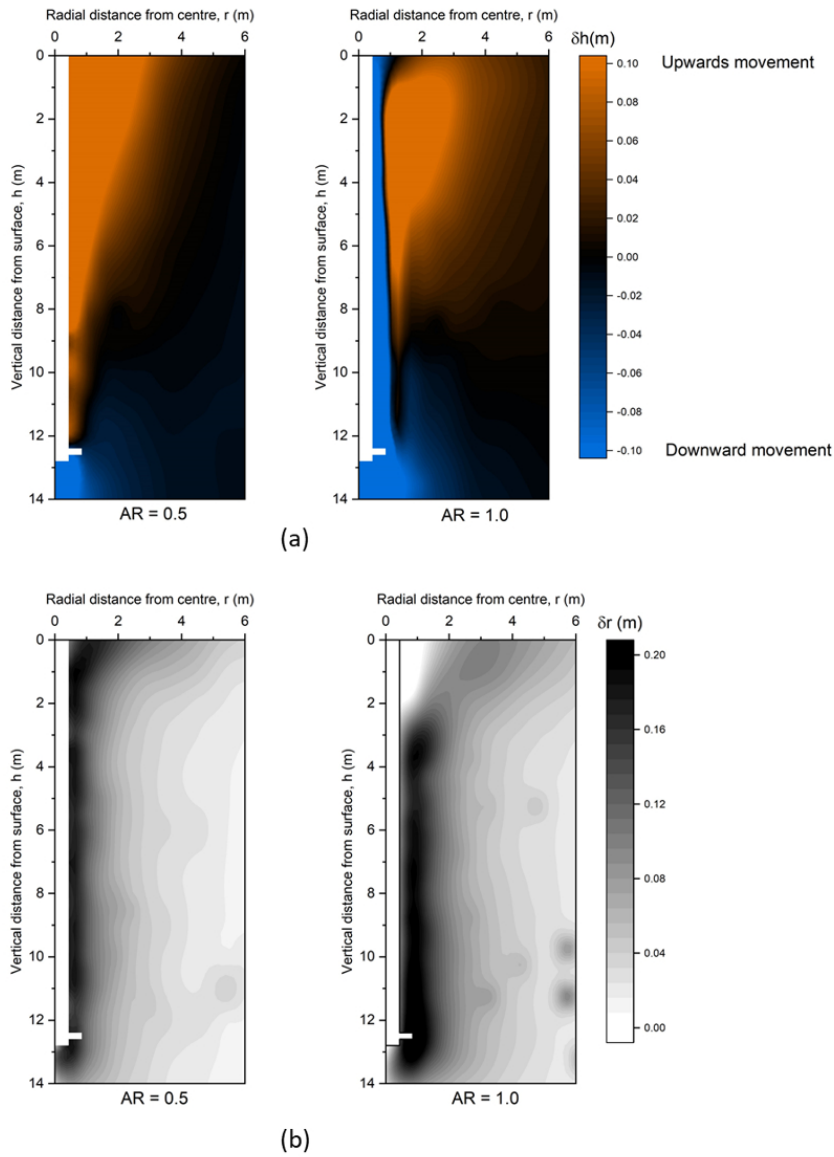 Radial distance from centre, r (m)
0 2 4 6
Radial distance from centre, r (m)
0 2 4 6
δh(m)
Upwards movement
Downward movement
0.10
0.08
0.06
0.04
0.02
0.00
-0.02
-0.04
-0.06
-0.08
-0.10
Vertical distance from surface, h (m)
0
2
4
6
8
10
12
14
AR = 0.5
Vertical distance from surface, h (m)
0
2
4
6
8
10
12
14
AR = 1.0
(a)
Radial distance from centre, r (m)
0 2 4 6
Radial distance from centre, r (m)
0 2 4 6
δr (m)
0.20
0.16
0.12
0.08
0.04
0.00
Vertical distance from surface, h (m)
0
2
4
6
8
10
12
14
AR = 0.5
Vertical distance from surface, h (m)
0
2
4
6
8
10
12
14
AR = 1.0
(b)